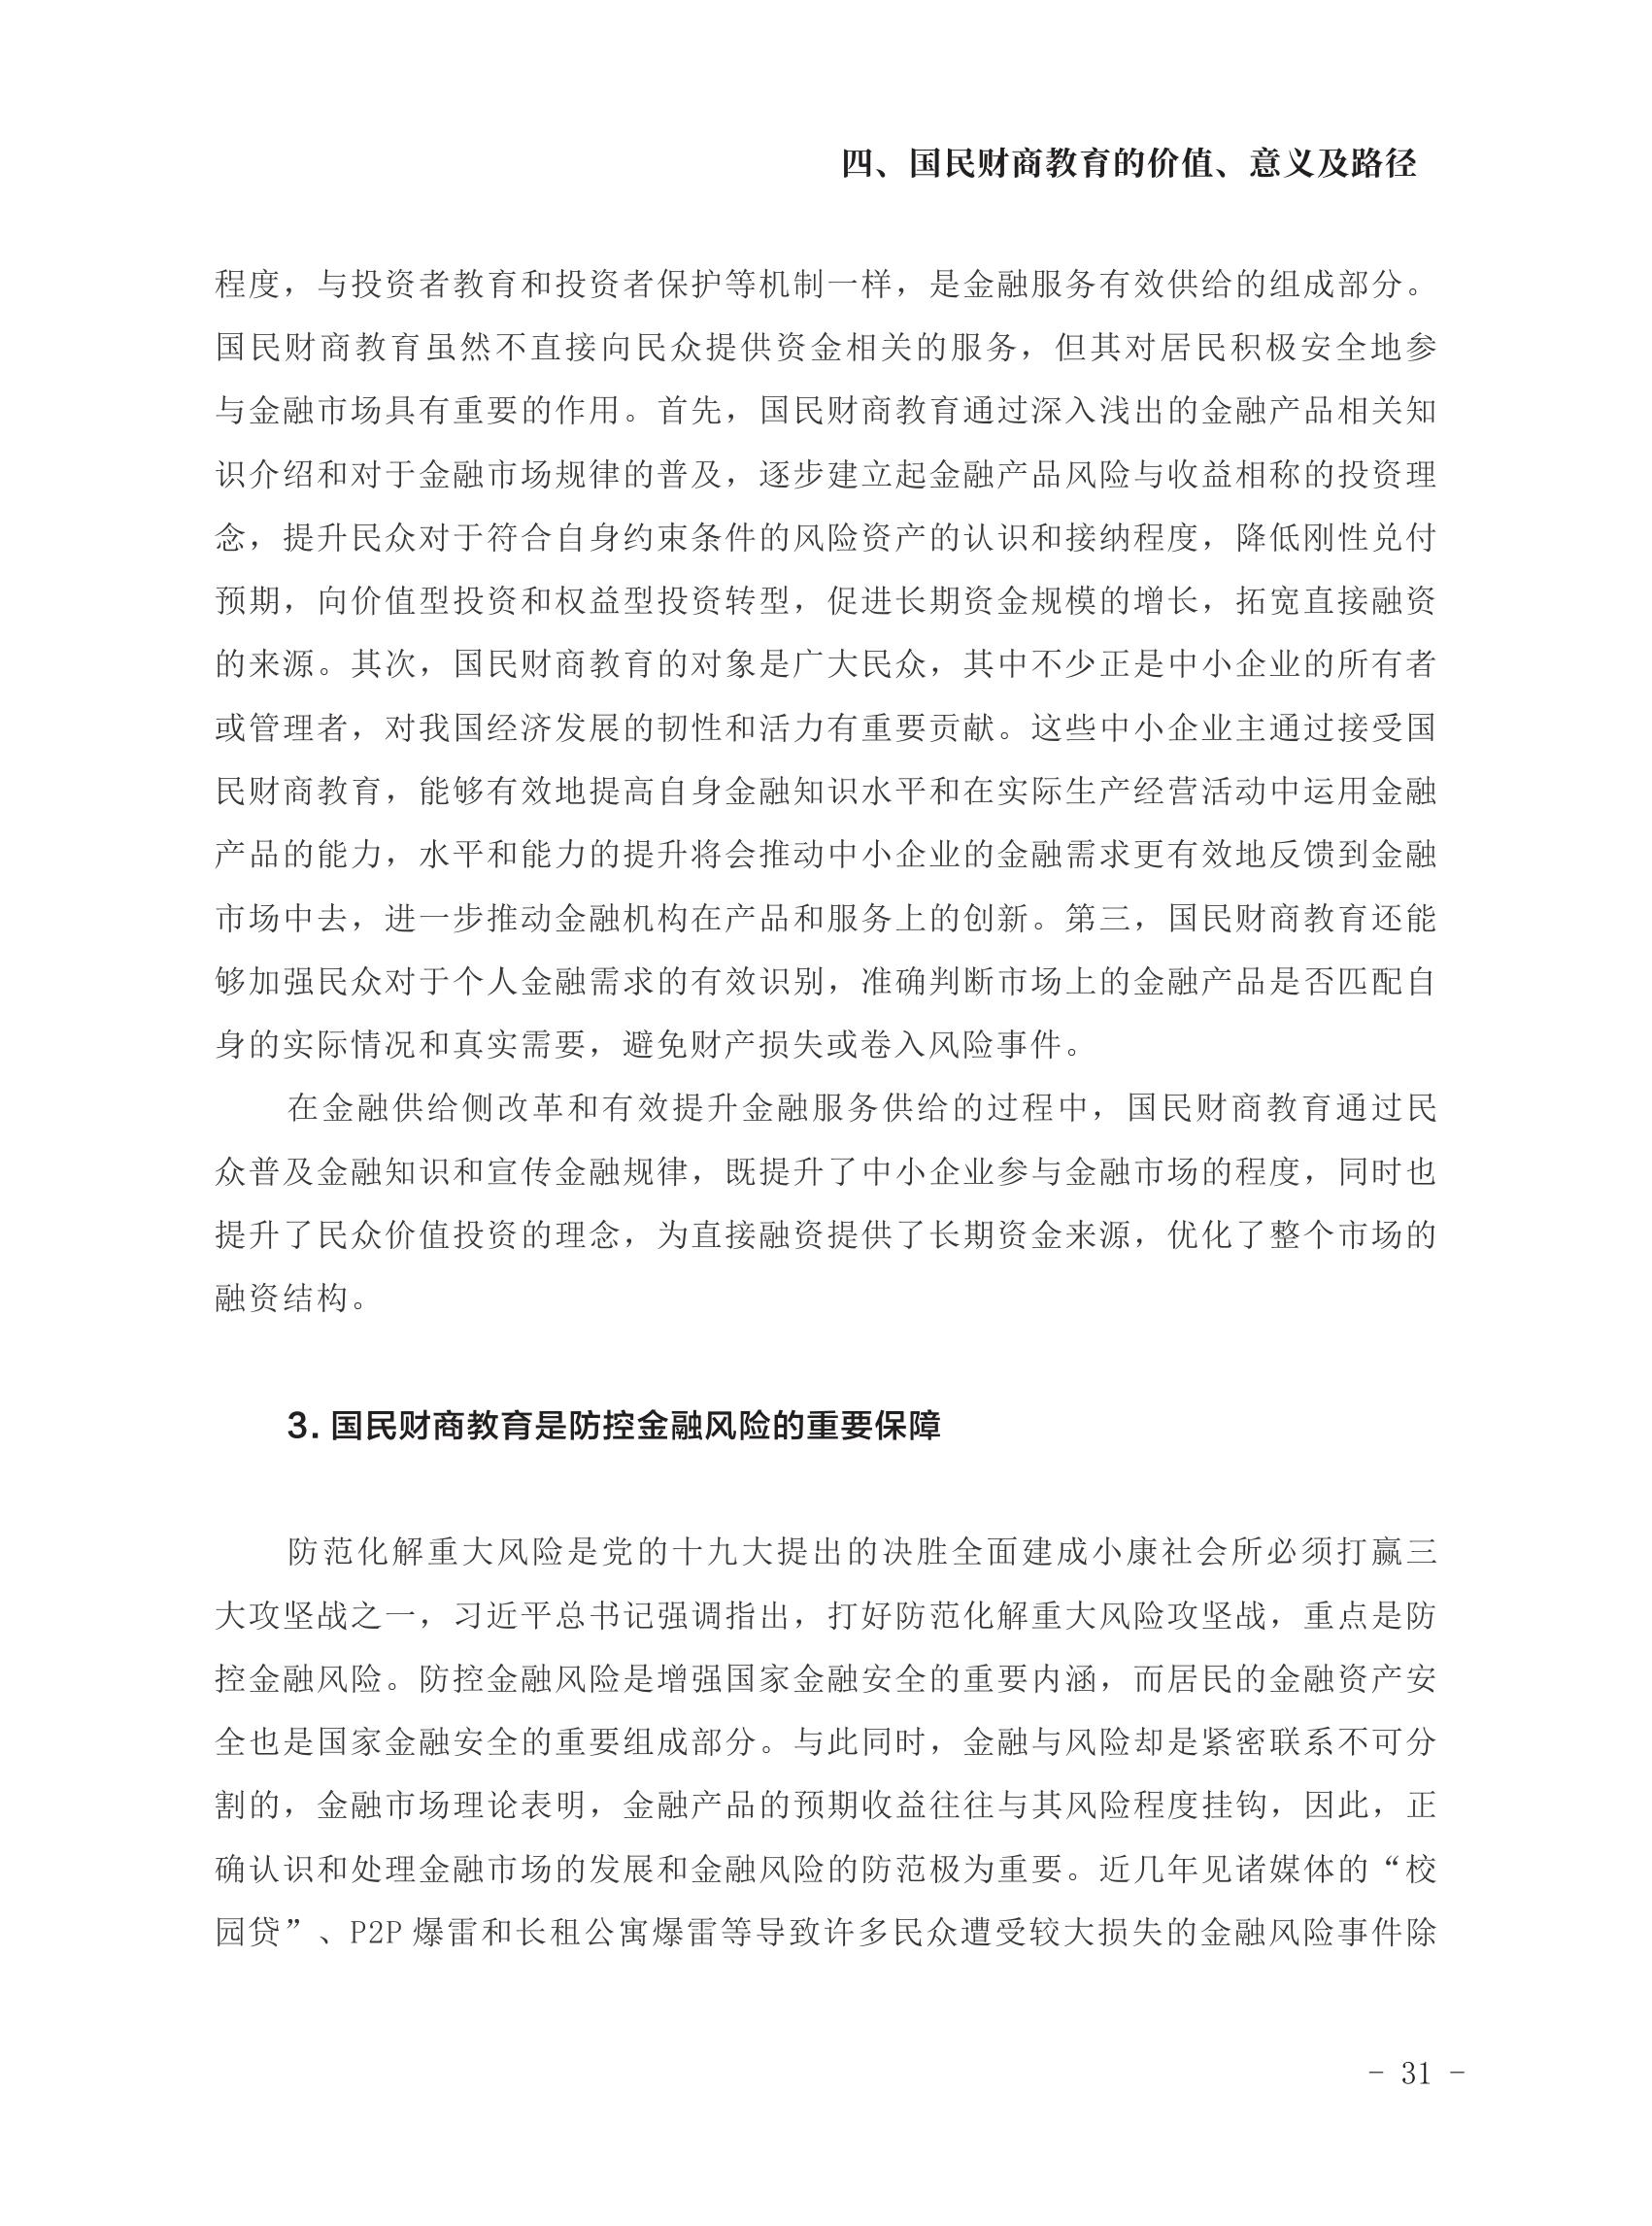 四、国民财商教育的价值、意义及路径
程度，与投资者教育和投资者保护等机制一样，是金融服务有效供给的组成部分。
国民财商教育虽然不直接向民众提供资金相关的服务，但其对居民积极安全地参
与金融市场具有重要的作用。首先，国民财商教育通过深入浅出的金融产品相关知
识介绍和对于金融市场规律的普及，逐步建立起金融产品风险与收益相称的投资理
念，提升民众对于符合自身约束条件的风险资产的认识和接纳程度，降低刚性兑付
预期，向价值型投资和权益型投资转型，促进长期资金规模的增长，拓宽直接融资
的来源。其次，国民财商教育的对象是广大民众，其中不少正是中小企业的所有者
或管理者，对我国经济发展的韧性和活力有重要贡献。这些中小企业主通过接受国
民财商教育，能够有效地提高自身金融知识水平和在实际生产经营活动中运用金融
产品的能力，水平和能力的提升将会推动中小企业的金融需求更有效地反馈到金融
市场中去，进一步推动金融机构在产品和服务上的创新。第三，国民财商教育还能
够加强民众对于个人金融需求的有效识别，准确判断市场上的金融产品是否匹配自
身的实际情况和真实需要，避免财产损失或卷入风险事件。
在金融供给侧改革和有效提升金融服务供给的过程中，国民财商教育通过民
众普及金融知识和宣传金融规律，既提升了中小企业参与金融市场的程度，同时也
提升了民众价值投资的理念，为直接融资提供了长期资金来源，优化了整个市场的
融资结构。
3. 国民财商教育是防控金融风险的重要保障
防范化解重大风险是党的十九大提出的决胜全面建成小康社会所必须打赢三
大攻坚战之一，习近平总书记强调指出，打好防范化解重大风险攻坚战，重点是防
控金融风险。防控金融风险是增强国家金融安全的重要内涵，而居民的金融资产安
全也是国家金融安全的重要组成部分。与此同时，金融与风险却是紧密联系不可分
割的，金融市场理论表明，金融产品的预期收益往往与其风险程度挂钩，因此，正
确认识和处理金融市场的发展和金融风险的防范极为重要。近几年见诸媒体的“校
园贷”、P2P 爆雷和长租公寓爆雷等导致许多民众遭受较大损失的金融风险事件除
- 31 -